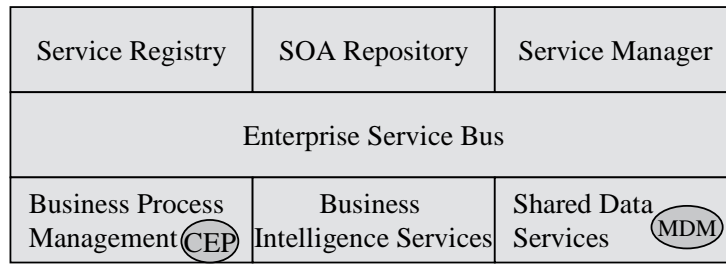 Service Registry
SOA Repository
Service Manager
Enterprise Service Bus
Business Process
Management
CEP
Business
Intelligence Services
Shared Data
Services
MDM